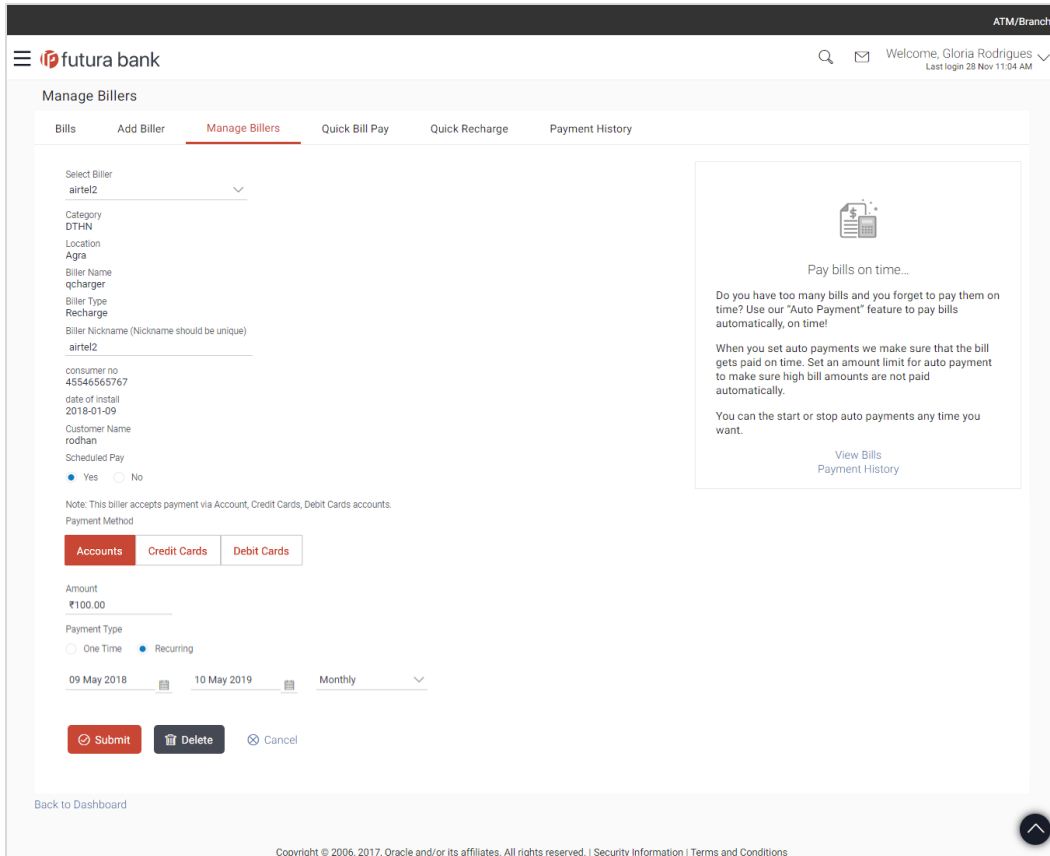 ATM/Branch
futura bank
Welcome, Gloria Rodrigues
Last login 28 Nov 11:04 AM
Manage Billers
Bills Add Biller Manage Billers Quick Bill Pay Quick Recharge Payment History
Select Biller
airtel2
Category
DTHN
Location
Agra
Biller Name
qcharger
Biller Type
Recharge
Biller Nickname (Nickname should be unique)
airtel2
consumer no
45546565767
date of install
2018-01-09
Customer Name
rodhan
Scheduled Pay
Yes No
Note: This biller accepts payment via Account, Credit Cards, Debit Cards accounts.
Payment Method
Accounts Credit Cards Debit Cards
Amount
₹100.00
Payment Type
One Time Recurring
09 May 2018 10 May 2019 Monthly
Submit Delete Cancel
Pay bills on time...
Do you have too many bills and you forget to pay them on
time? Use our “Auto Payment” feature to pay bills
automatically, on time!
When you set auto payments we make sure that the bill
gets paid on time. Set an amount limit for auto payment
to make sure high bill amounts are not paid
automatically.
You can the start or stop auto payments any time you
want.
View Bills
Payment History
Back to Dashboard
Copyright © 2006, 2017, Oracle and/or its affiliates. All rights reserved. | Security Information | Terms and Conditions